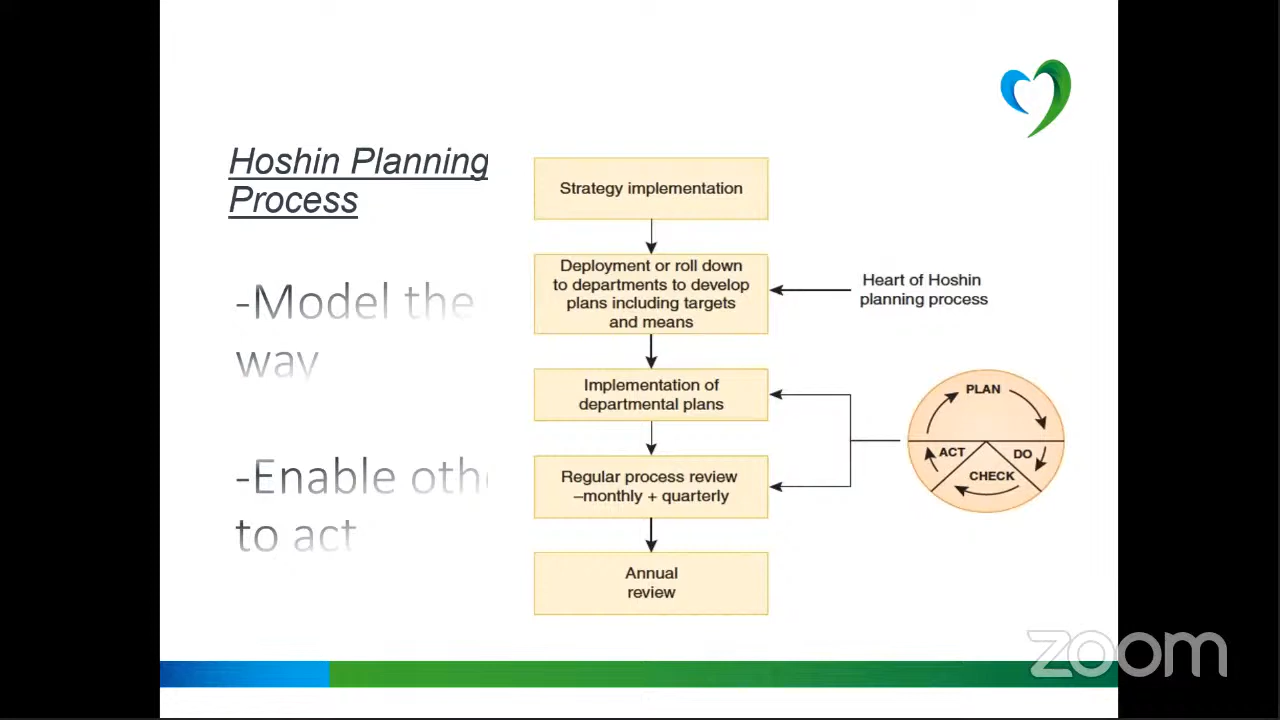 Hoshin Planning
Process
-Model the
way
-Enable oth
to act
Strategy implementation
Deployment or roll down
to departments to develop
plans including targets
and means
Heart of Hoshin
planning process
Implementation of
departmental plans
Regular process review
–monthly + quarterly
Annual
review
PLAN
DO
CHECK
ACT
zoom